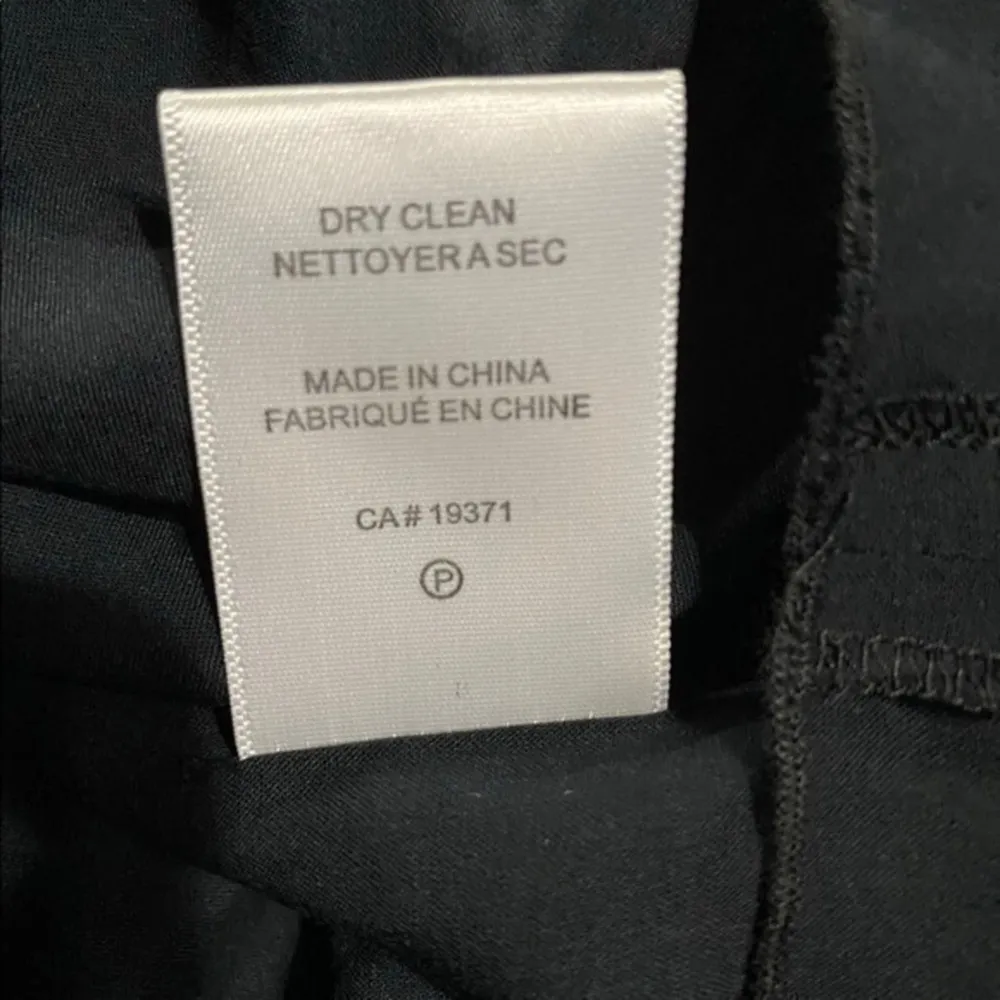 DRY CLEAN
NETTOYER A SEC
MADE IN CHINA
FABRIQUÉ EN CHINE
CA# 19371
P